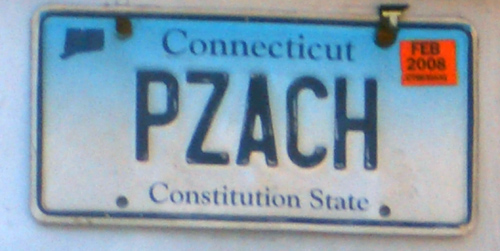 Connecticut
FEB
2008
PZACH
Constitution State